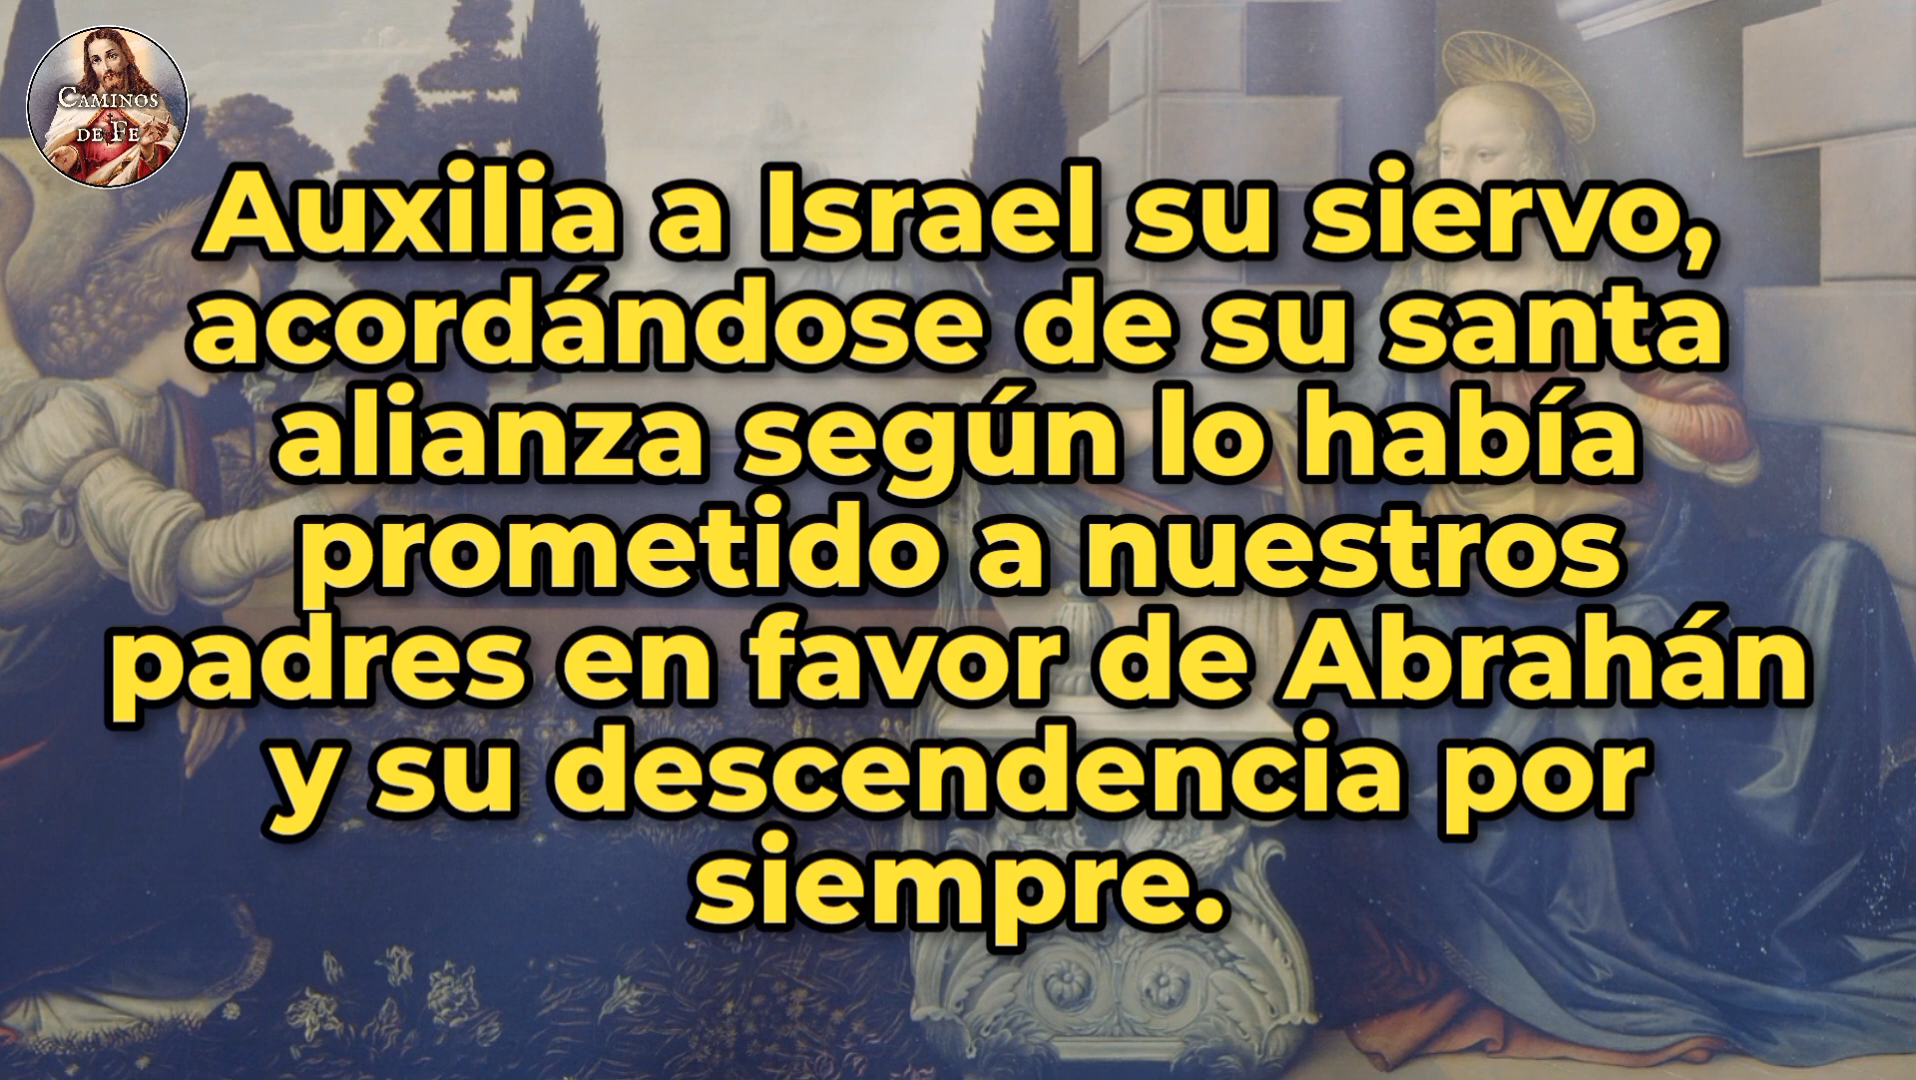 CAMINOS
DE FE
Auxilia a Israel su siervo,
acordándose de su santa
alianza según lo había
prometido a nuestros
padres en favor de Abrahán
y su descendencia por
siempre.